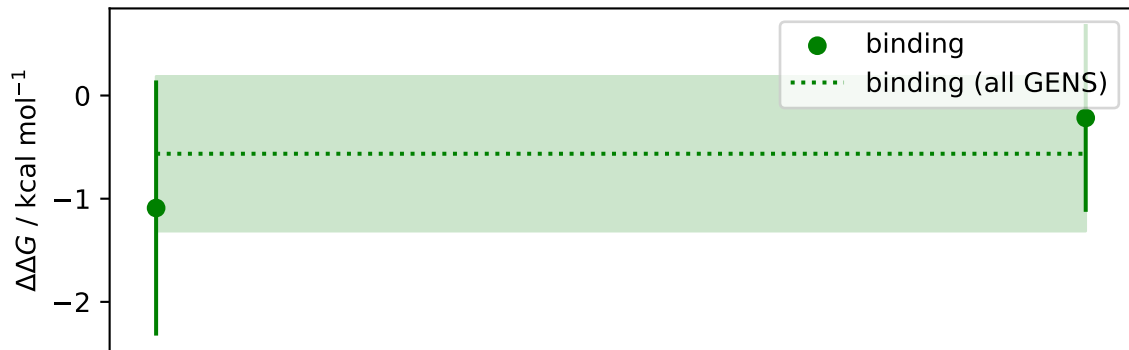 binding
binding (all GENS)
0
−1
−2
ΔΔG / kcal mol⁻¹